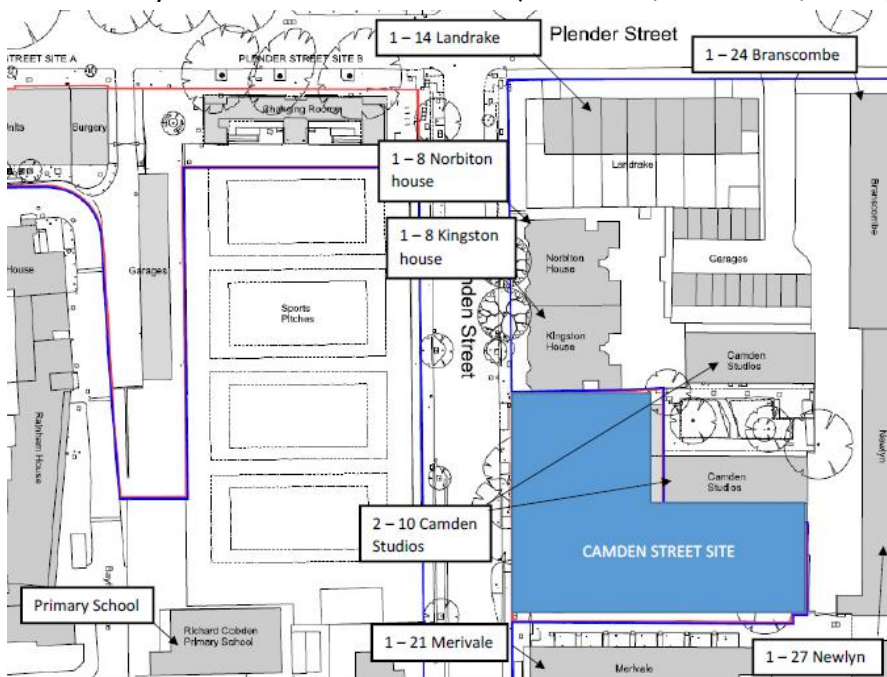 1 – 14 Landrake
Plender Street
1 – 24 Branscombe
STREET SITE A
PLENDER STREET SITE B
Changing Rooms
Units
Surgery
1 – 8 Norbiton
house
Landrake
Branscombe
1 – 8 Kingston
house
Norbiton
House
Garages
House
Garages
Sports
Pitches
Camden Street
Kingston
House
Camden
Studios
Rainham House
Newlyn
Camden
Studios
2 – 10 Camden
Studios
CAMDEN STREET SITE
Primary School
Richard Cobden
Primary School
1 – 21 Merivale
Merivale
1 – 27 Newlyn